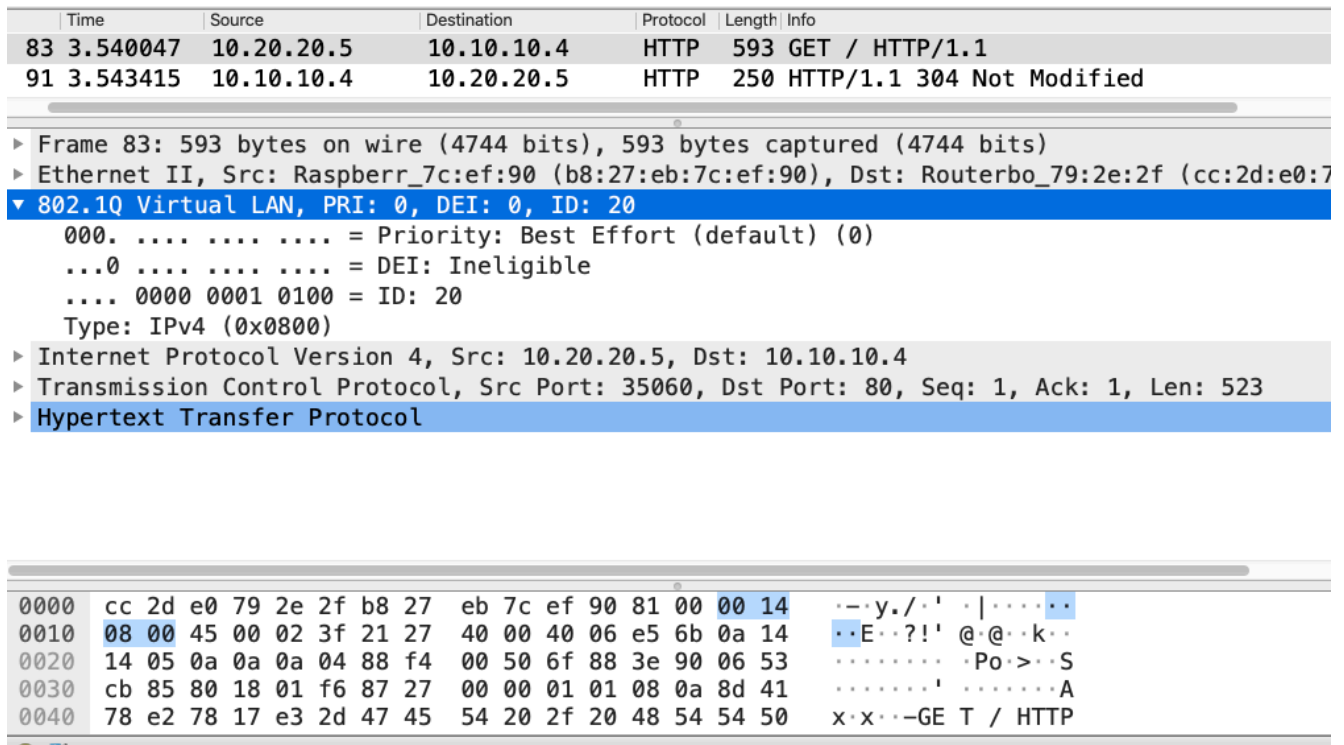 Time Source Destination Protocol Length Info
83 3.540047 10.20.20.5 10.10.10.4 HTTP 593 GET / HTTP/1.1
91 3.543415 10.10.10.4 10.20.20.5 HTTP 250 HTTP/1.1 304 Not Modified
Frame 83: 593 bytes on wire (4744 bits), 593 bytes captured (4744 bits)
Ethernet II, Src: Raspberr_7c:ef:90 (b8:27:eb:7c:ef:90), Dst: Routerbo_79:2e:2f (cc:2d:e0:7
802.1Q Virtual LAN, PRI: 0, DEI: 0, ID: 20
000. .... .... .... = Priority: Best Effort (default) (0)
...0 .... .... .... = DEI: Ineligible
.... 0000 0001 0100 = ID: 20
Type: IPv4 (0x0800)
Internet Protocol Version 4, Src: 10.20.20.5, Dst: 10.10.10.4
Transmission Control Protocol, Src Port: 35060, Dst Port: 80, Seq: 1, Ack: 1, Len: 523
Hypertext Transfer Protocol
0000 cc 2d e0 79 2e 2f b8 27 eb 7c ef 90 81 00 00 14 ·-·y./·' ·|······
0010 08 00 45 00 02 3f 21 27 40 00 40 06 e5 6b 0a 14 ··E··?!' @·@··k··
0020 14 05 0a 0a 0a 04 88 f4 00 50 6f 88 3e 90 06 53 ········ ·Po·>··S
0030 cb 85 80 18 01 f6 87 27 00 00 01 01 08 0a 8d 41 ·······' ·······A
0040 78 e2 78 17 e3 2d 47 45 54 20 2f 20 48 54 54 50 x·x··-GE T / HTTP